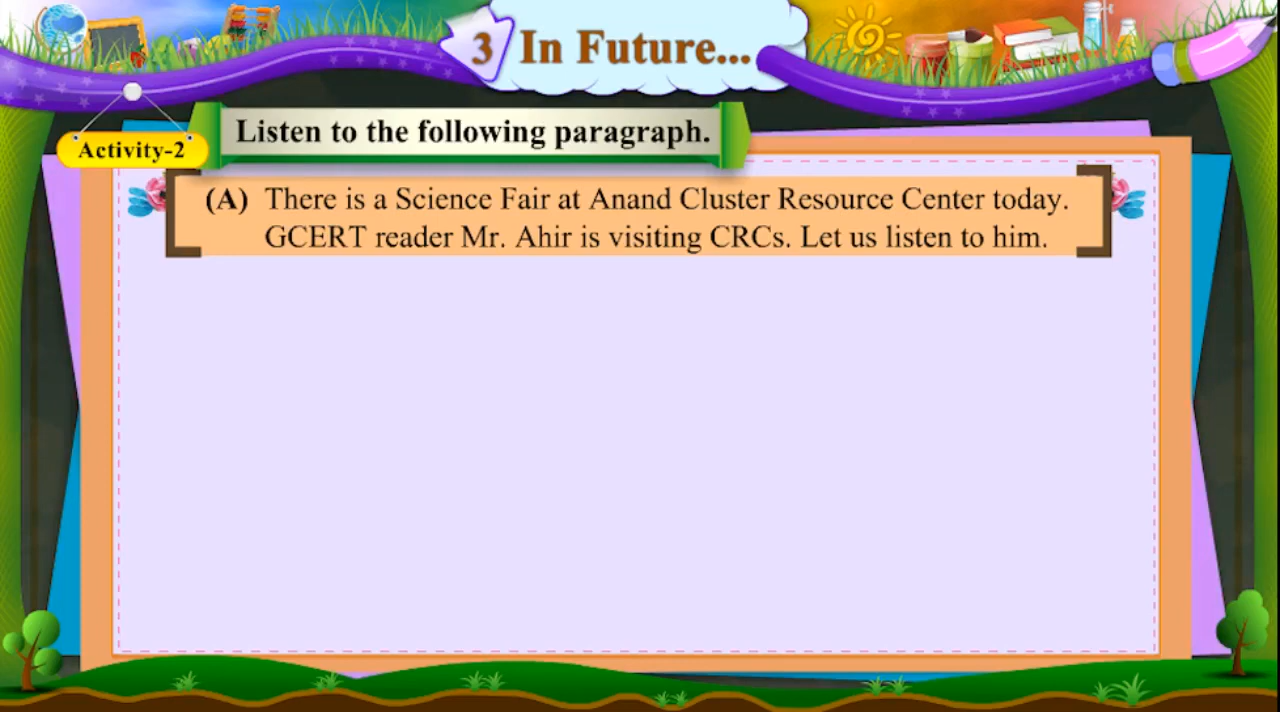 3 In Future...
Activity-2
Listen to the following paragraph.
(A) There is a Science Fair at Anand Cluster Resource Center today.
GCERT reader Mr. Ahir is visiting CRCs. Let us listen to him.